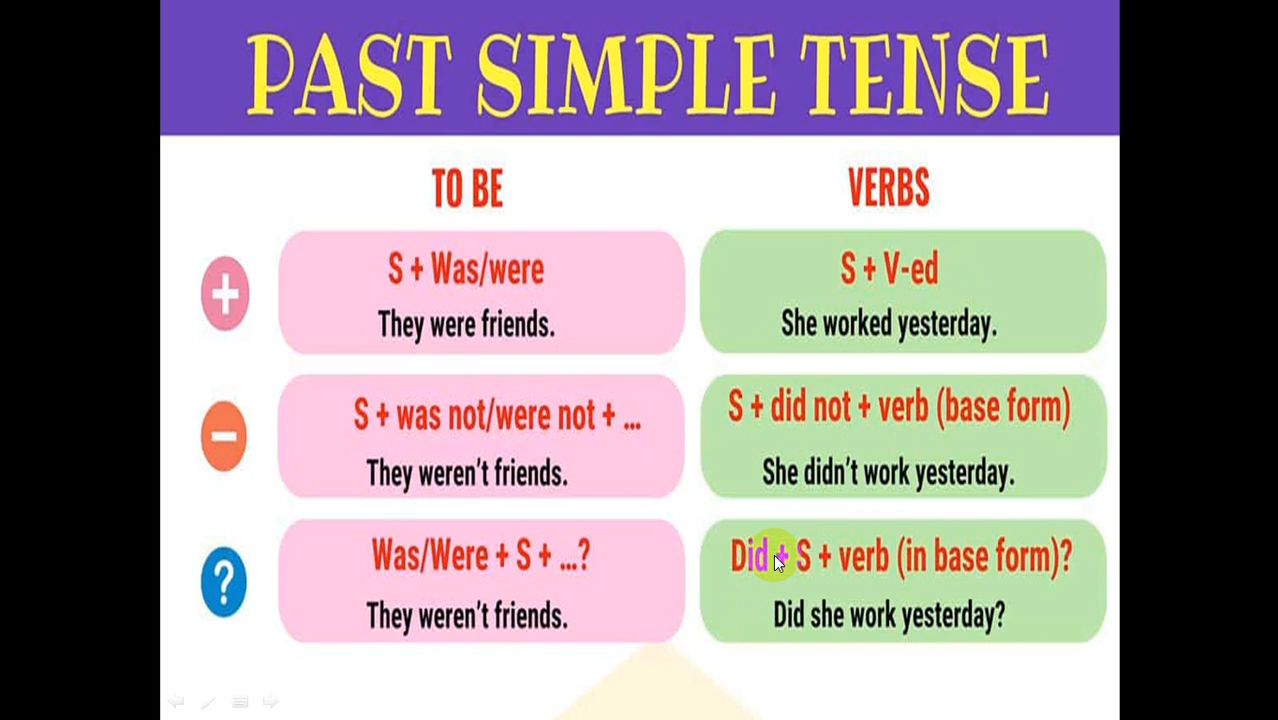 PAST SIMPLE TENSE
TO BE
VERBS
S + Was/were
They were friends.
S + V-ed
She worked yesterday.
S + was not/were not + ...
They weren't friends.
S + did not + verb (base form)
She didn't work yesterday.
Was/Were + S + ...?
They weren't friends.
Did + S + verb (in base form)?
Did she work yesterday?